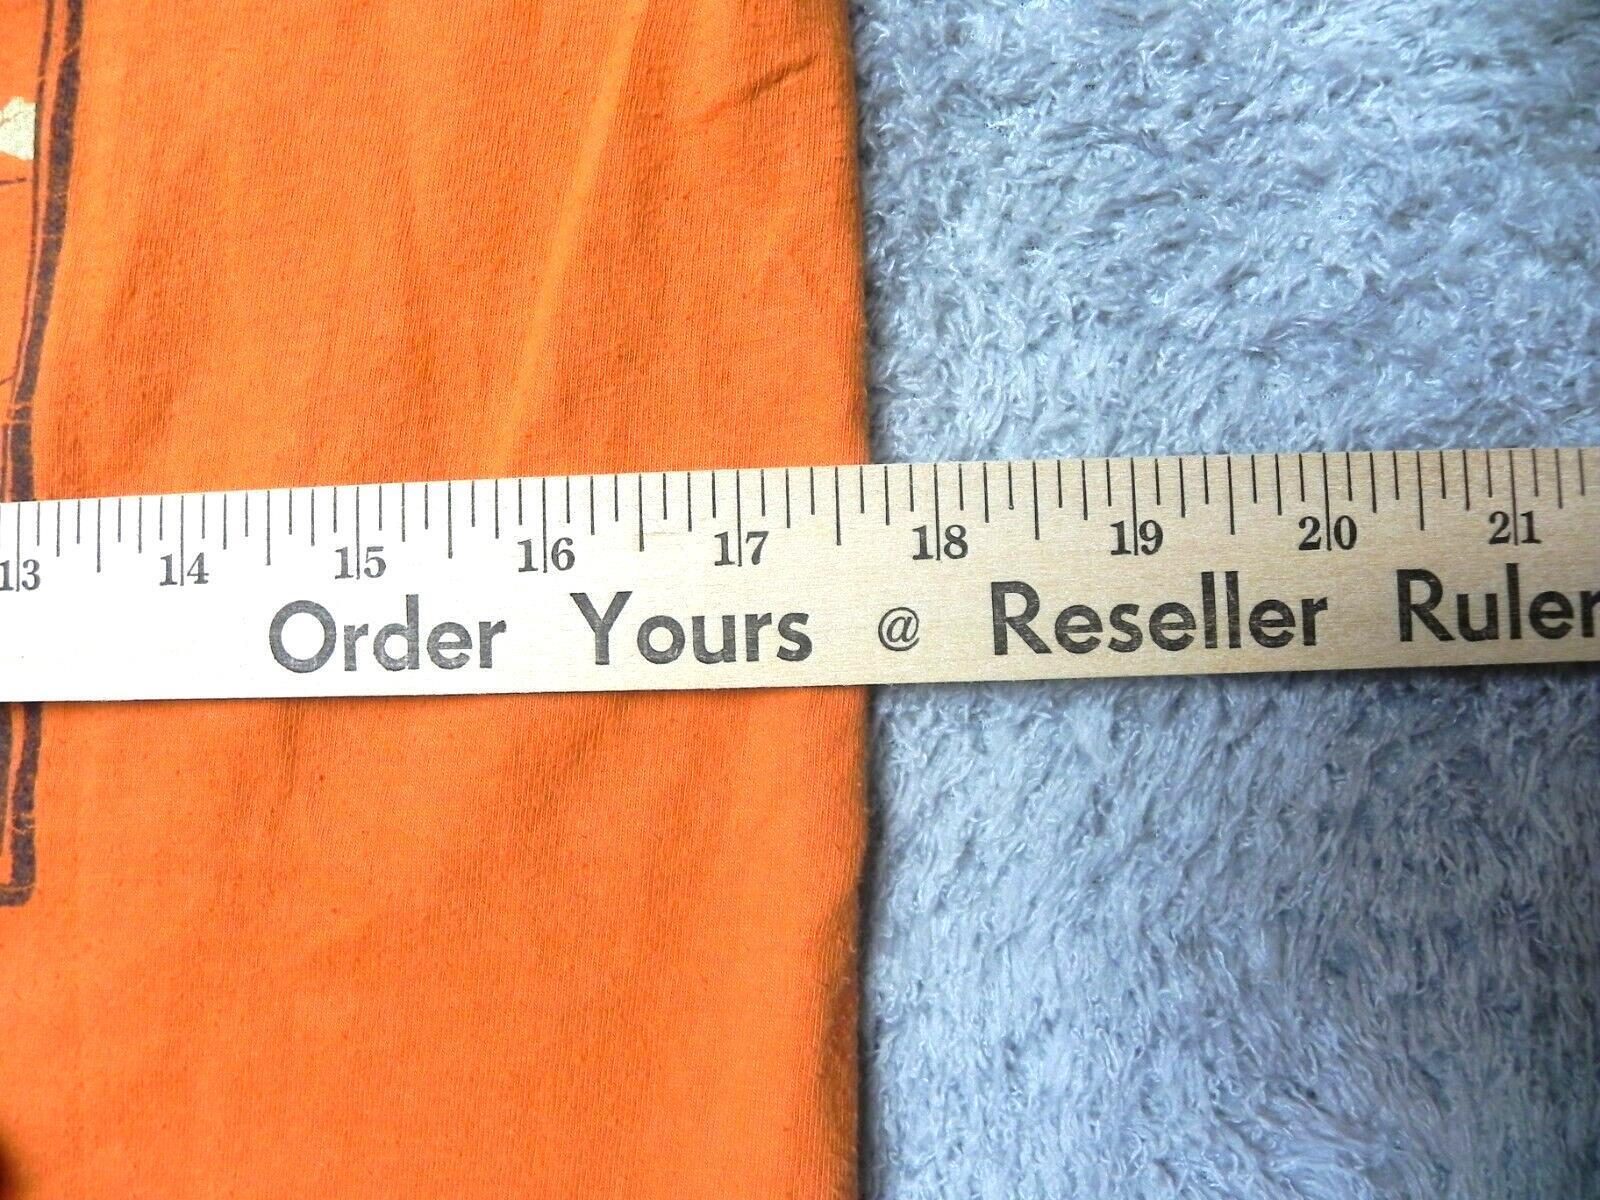 13 14 15 16 17 18 19 20 21
Order Yours @ Reseller Ruler